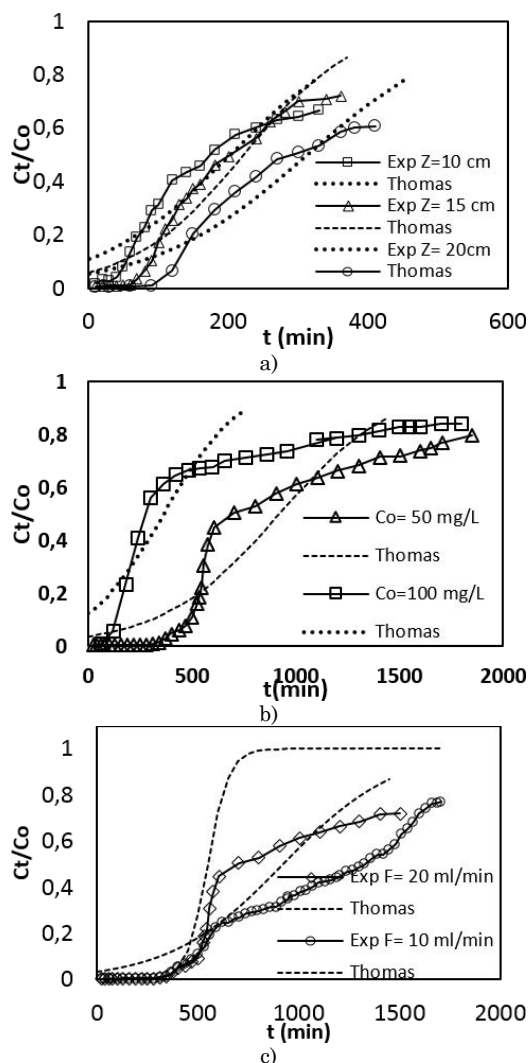 a)
1
0,8
0,6
0,4
0,2
0
Ct/Co
Exp Z=10 cm
Thomas
Exp Z= 15 cm
Thomas
Exp Z= 20cm
Thomas
0 200 400 600
t (min)
a)
1
0,8
0,6
0,4
0,2
0
Ct/Co
Co= 50 mg/L
Thomas
Co=100 mg/L
Thomas
0 500 1000 1500 2000
t(min)
b)
1
0,8
0,6
0,4
0,2
0
Ct/Co
Exp F= 20 ml/min
Thomas
Exp F= 10 ml/min
Thomas
0 500 1000 1500 2000
t (min)
c)